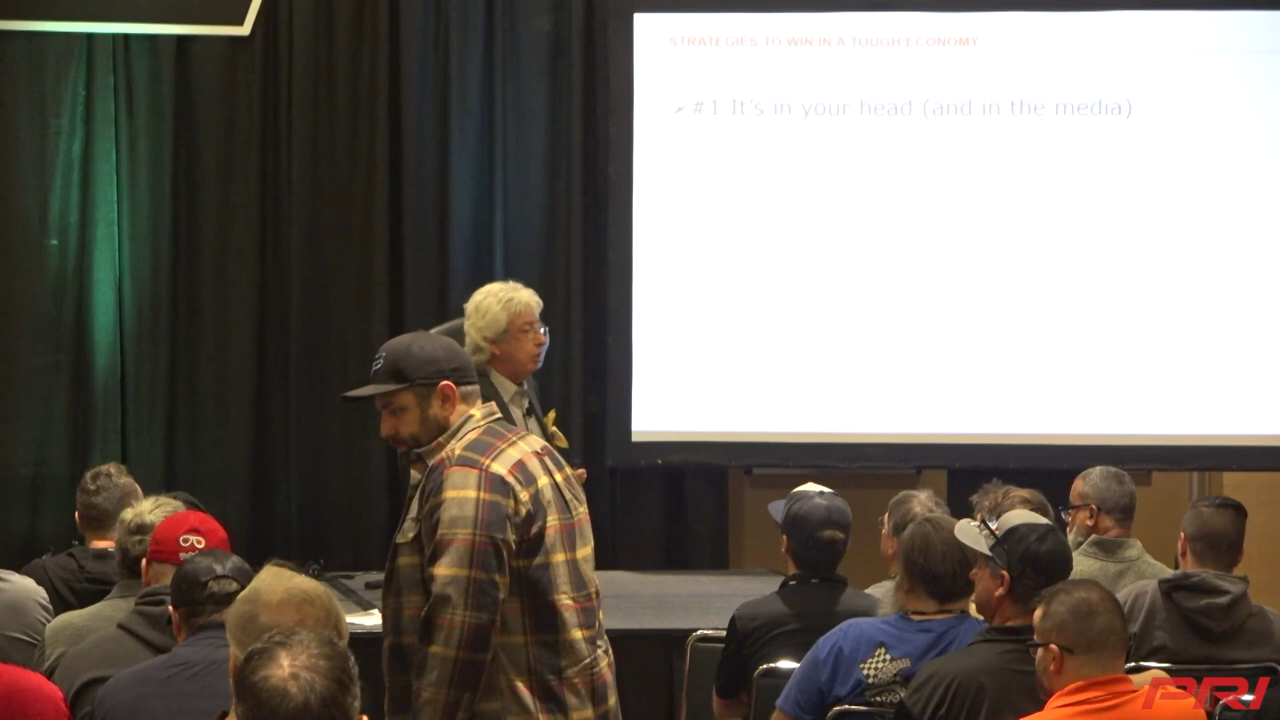 STRATEGIES TO WIN IN A TOUGH ECONOMY
#1 It's in your head (and in the media)
PRI